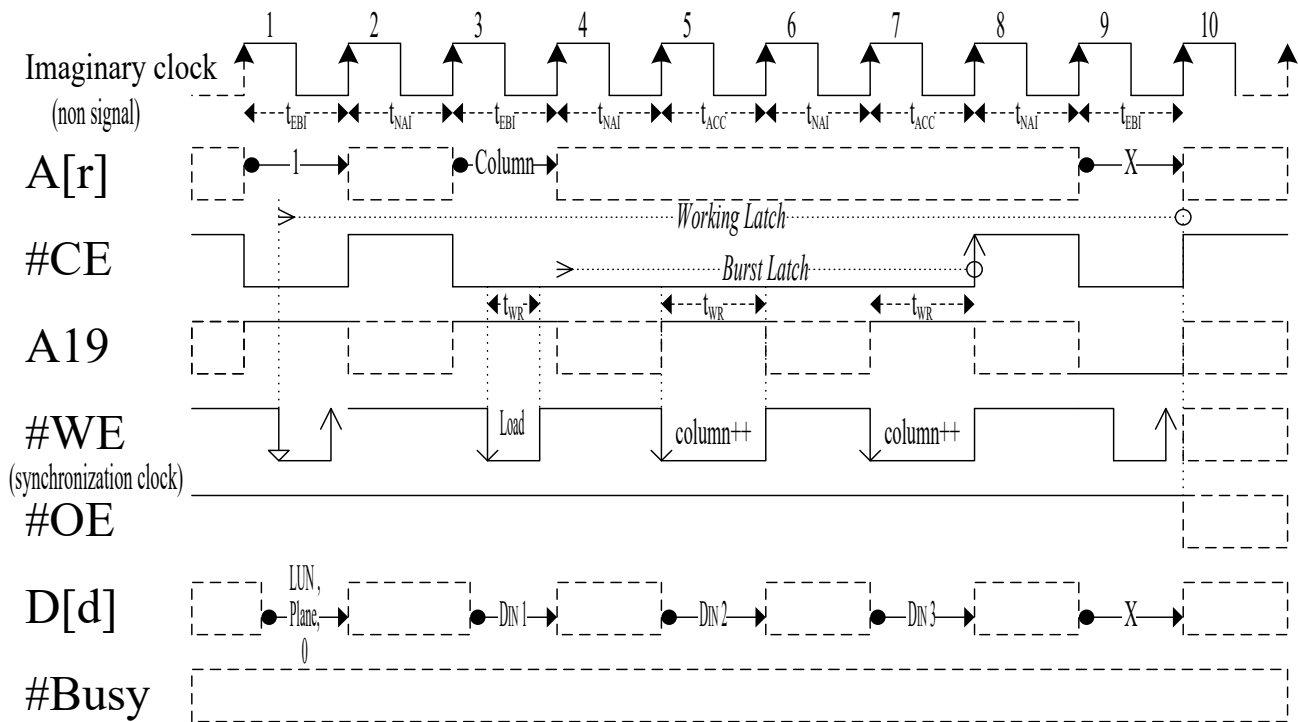 1 2 3 4 5 6 7 8 9 10
Imaginary clock
(non signal)
tEBI tNAI tEBI tNAI tACC tNAI tACC tNAI tEBI
A[r]
1 Column X
Working Latch
#CE
Burst Latch
tWR tWR tWR
A19
#WE
(synchronization clock)
Load column++ column++
#OE
D[d]
LUN ,
Plane,
0
DIN 1 DIN 2 DIN 3 X
#Busy